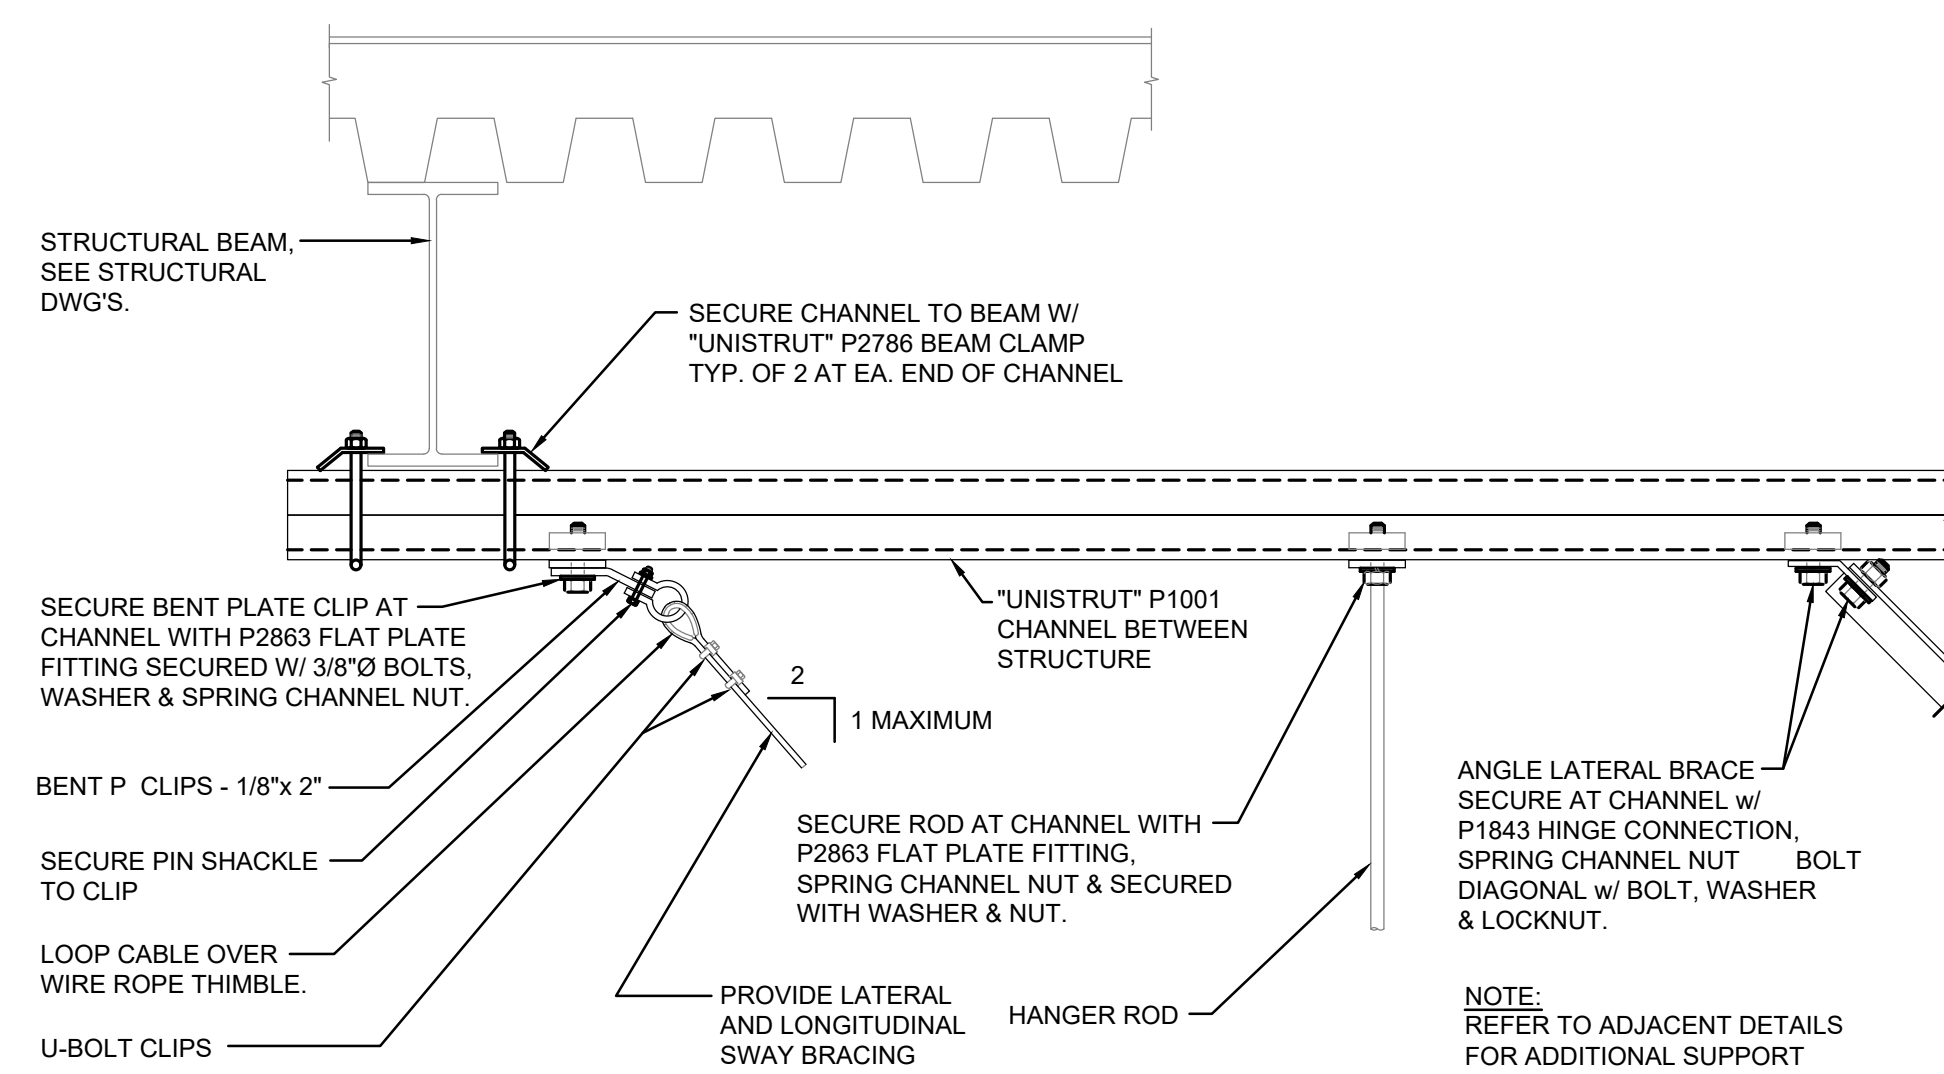 STRUCTURAL BEAM,
SEE STRUCTURAL
DWG'S.
SECURE CHANNEL TO BEAM W/
"UNISTRUT" P2786 BEAM CLAMP
TYP. OF 2 AT EA. END OF CHANNEL
SECURE BENT PLATE CLIP AT
CHANNEL WITH P2863 FLAT PLATE
FITTING SECURED W/ 3/8"Ø BOLTS,
WASHER & SPRING CHANNEL NUT.
"UNISTRUT" P1001
CHANNEL BETWEEN
STRUCTURE
2
1 MAXIMUM
BENT P  CLIPS - 1/8"x 2"
SECURE PIN SHACKLE
TO CLIP
LOOP CABLE OVER
WIRE ROPE THIMBLE.
U-BOLT CLIPS
SECURE ROD AT CHANNEL WITH
P2863 FLAT PLATE FITTING,
SPRING CHANNEL NUT & SECURED
WITH WASHER & NUT.
PROVIDE LATERAL
AND LONGITUDINAL
SWAY BRACING
HANGER ROD
ANGLE LATERAL BRACE
SECURE AT CHANNEL w/
P1843 HINGE CONNECTION,
SPRING CHANNEL NUT BOLT
DIAGONAL w/ BOLT, WASHER
& LOCKNUT.
NOTE:
REFER TO ADJACENT DETAILS
FOR ADDITIONAL SUPPORT